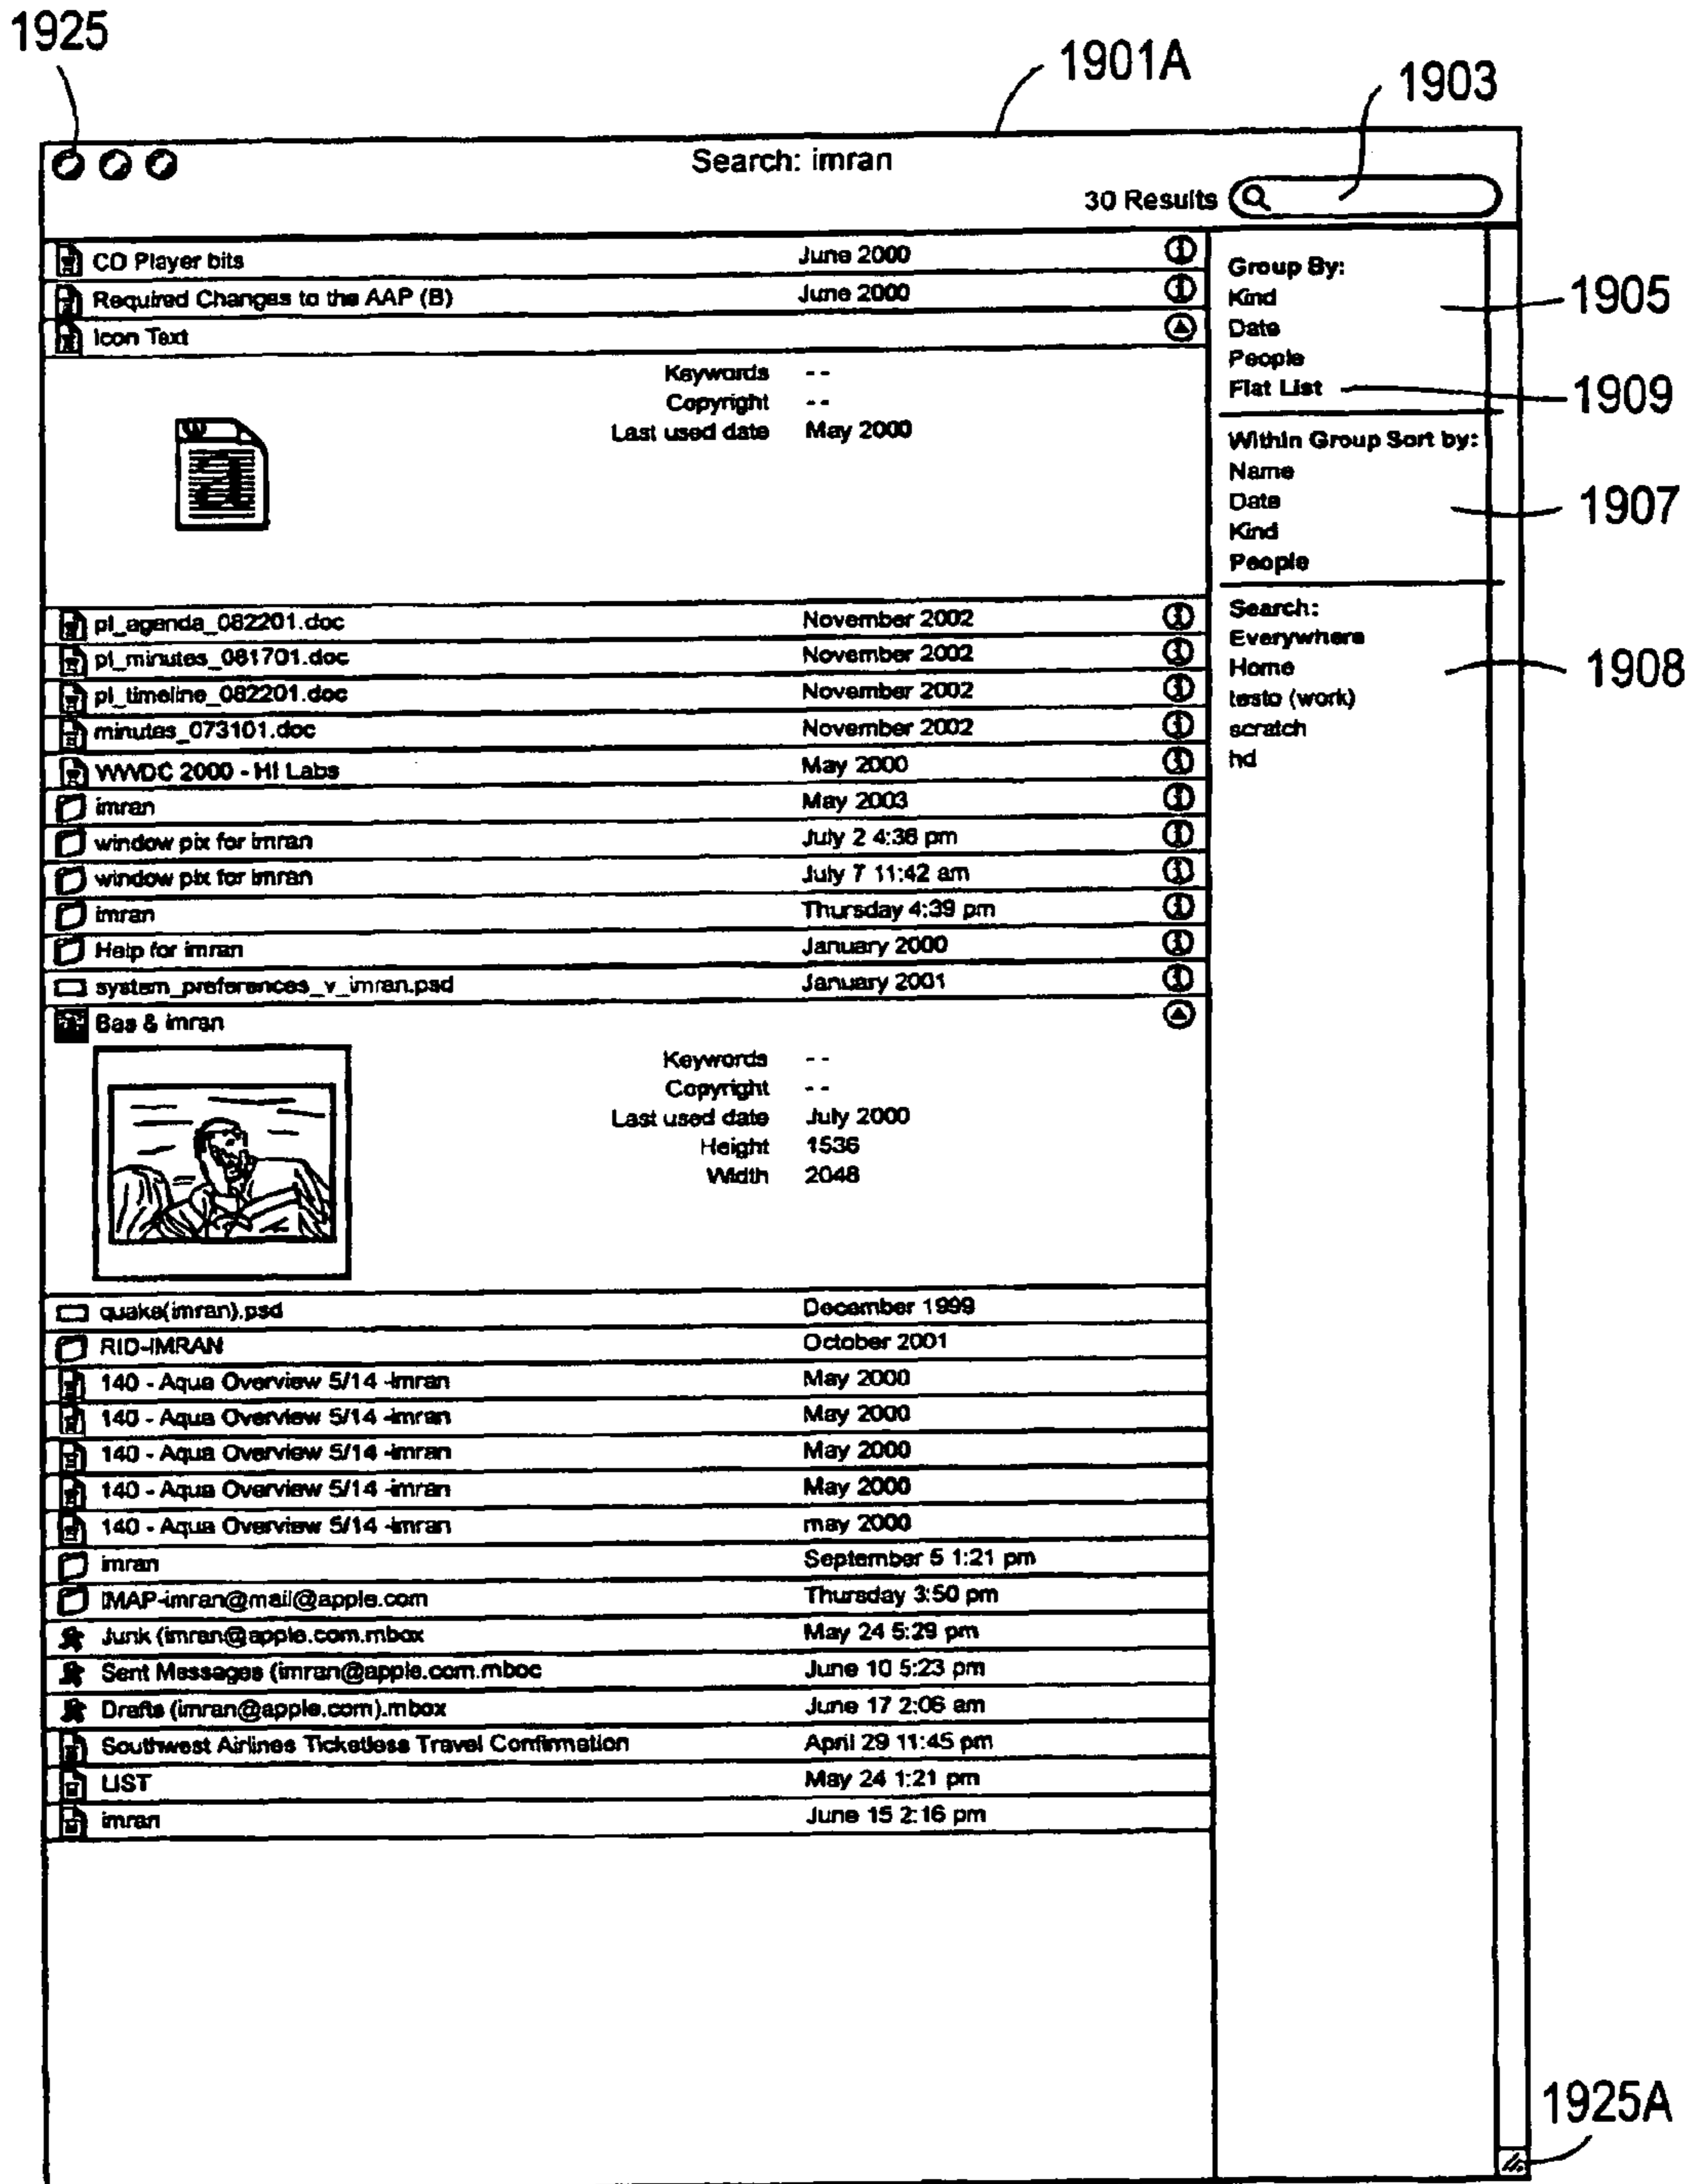 1925
1901A
1903
Search: imran
30 Results
CD Player bits June 2000
Required Changes to the AAP (B) June 2000
Icon Text
Keywords --
Copyright --
Last used date May 2000
Group By:
Kind
Date
People
Flat List
1905
1909
Within Group Sort by:
Name
Date
Kind
People
1907
Search:
Everywhere
Home
testo (work)
scratch
hd
1908
pl_agenda_082201.doc November 2002
pl_minutes_081701.doc November 2002
pl_timeline_082201.doc November 2002
minutes_073101.doc November 2002
WWDC 2000 - HI Labs May 2000
imran May 2003
window pix for imran July 2 4:36 pm
window pix for imran July 7 11:42 am
imran Thursday 4:39 pm
Help for imran January 2000
system_preferences_v_imran.psd January 2001
Bas & imran
Keywords --
Copyright --
Last used date July 2000
Height 1536
Width 2048
quake(imran).psd December 1999
RID-IMRAN October 2001
140 - Aqua Overview 5/14 -imran May 2000
140 - Aqua Overview 5/14 -imran May 2000
140 - Aqua Overview 5/14 -imran May 2000
140 - Aqua Overview 5/14 -imran May 2000
140 - Aqua Overview 5/14 -imran may 2000
imran September 5 1:21 pm
IMAP-imran@mail@apple.com Thursday 3:50 pm
Junk (imran@apple.com.mbox May 24 5:29 pm
Sent Messages (imran@apple.com.mboc June 10 5:23 pm
Drafts (imran@apple.com).mbox June 17 2:06 am
Southwest Airlines Ticketless Travel Confirmation April 29 11:45 pm
LIST May 24 1:21 pm
imran June 15 2:16 pm
1925A